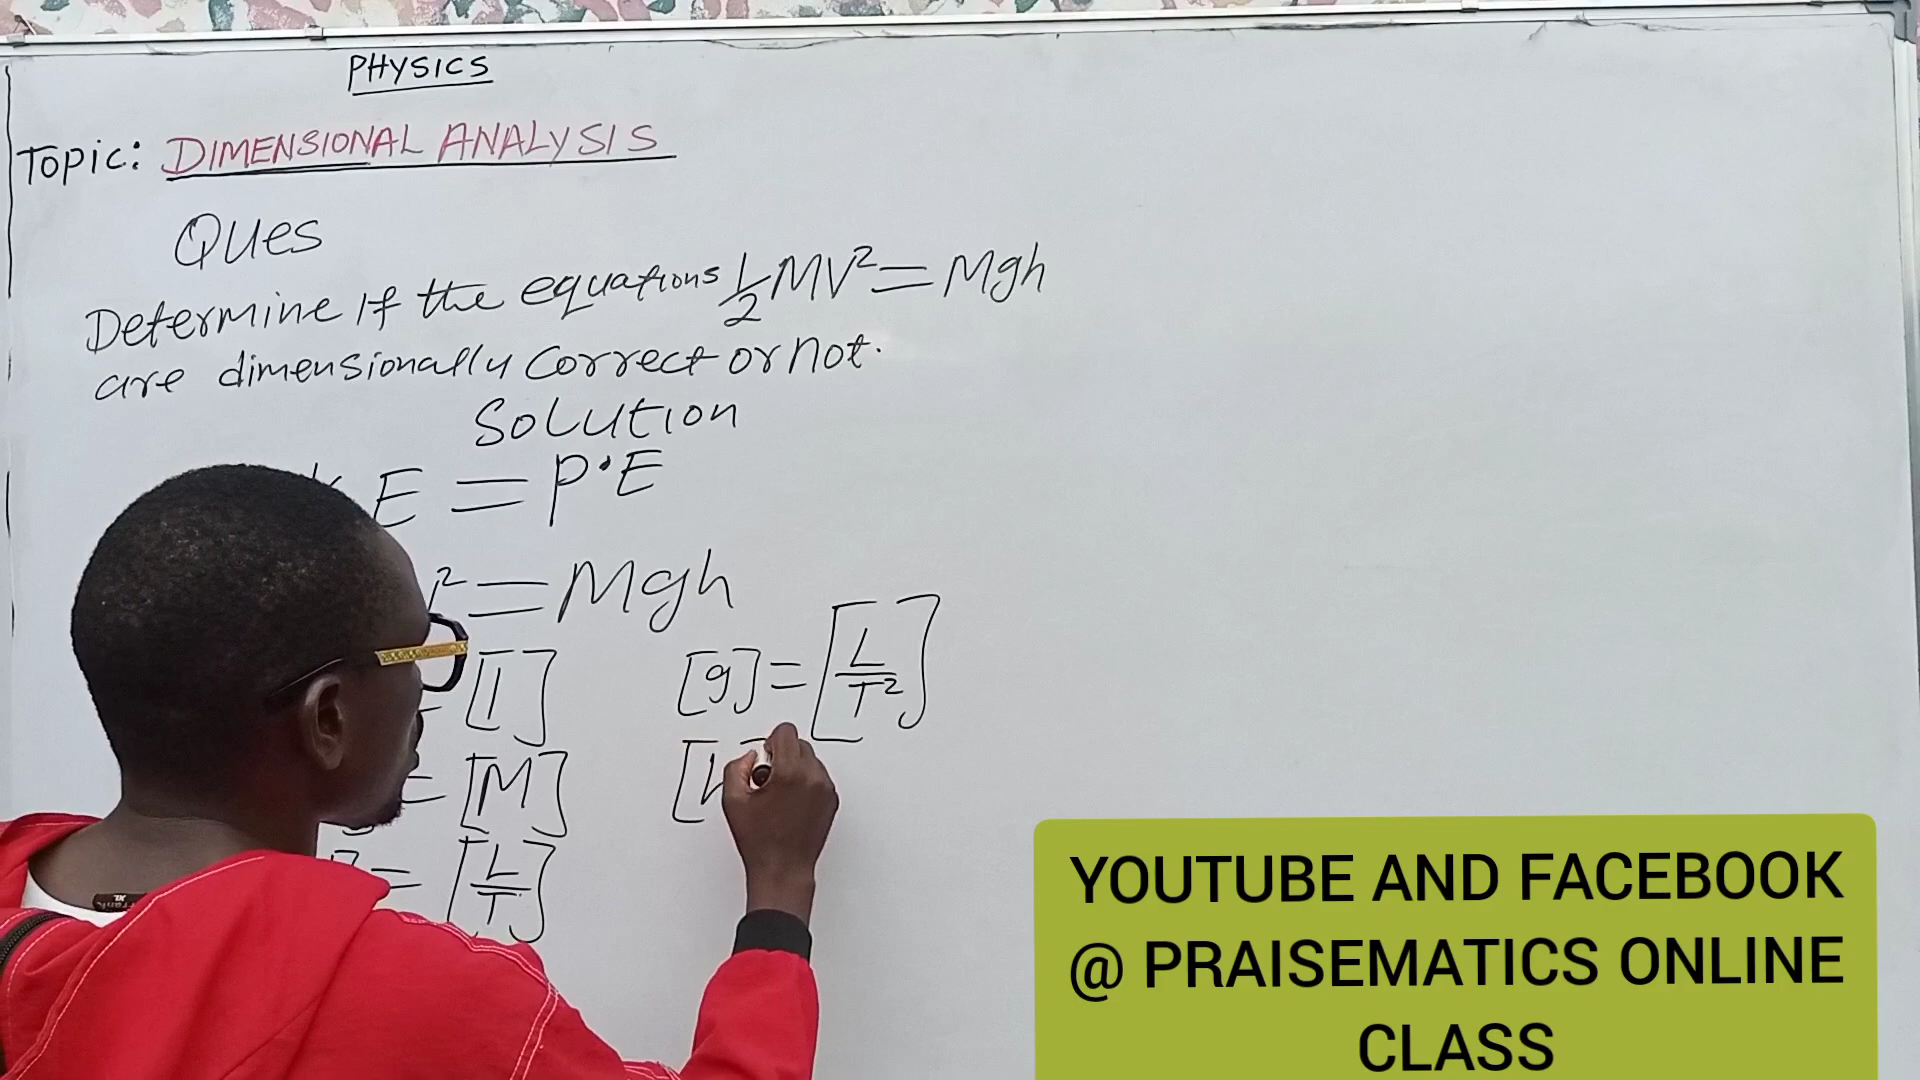 PHYSICS
Topic: DIMENSIONAL ANALYSIS
Ques
Determine If the equations 1/2 MV² = Mgh
are dimensionally Correct or not.
Solution
E = P.E
² = Mgh
= [1] [g] = [L/T²]
= [M] [h
= [L/T]
YOUTUBE AND FACEBOOK
@ PRAISEMATICS ONLINE
CLASS